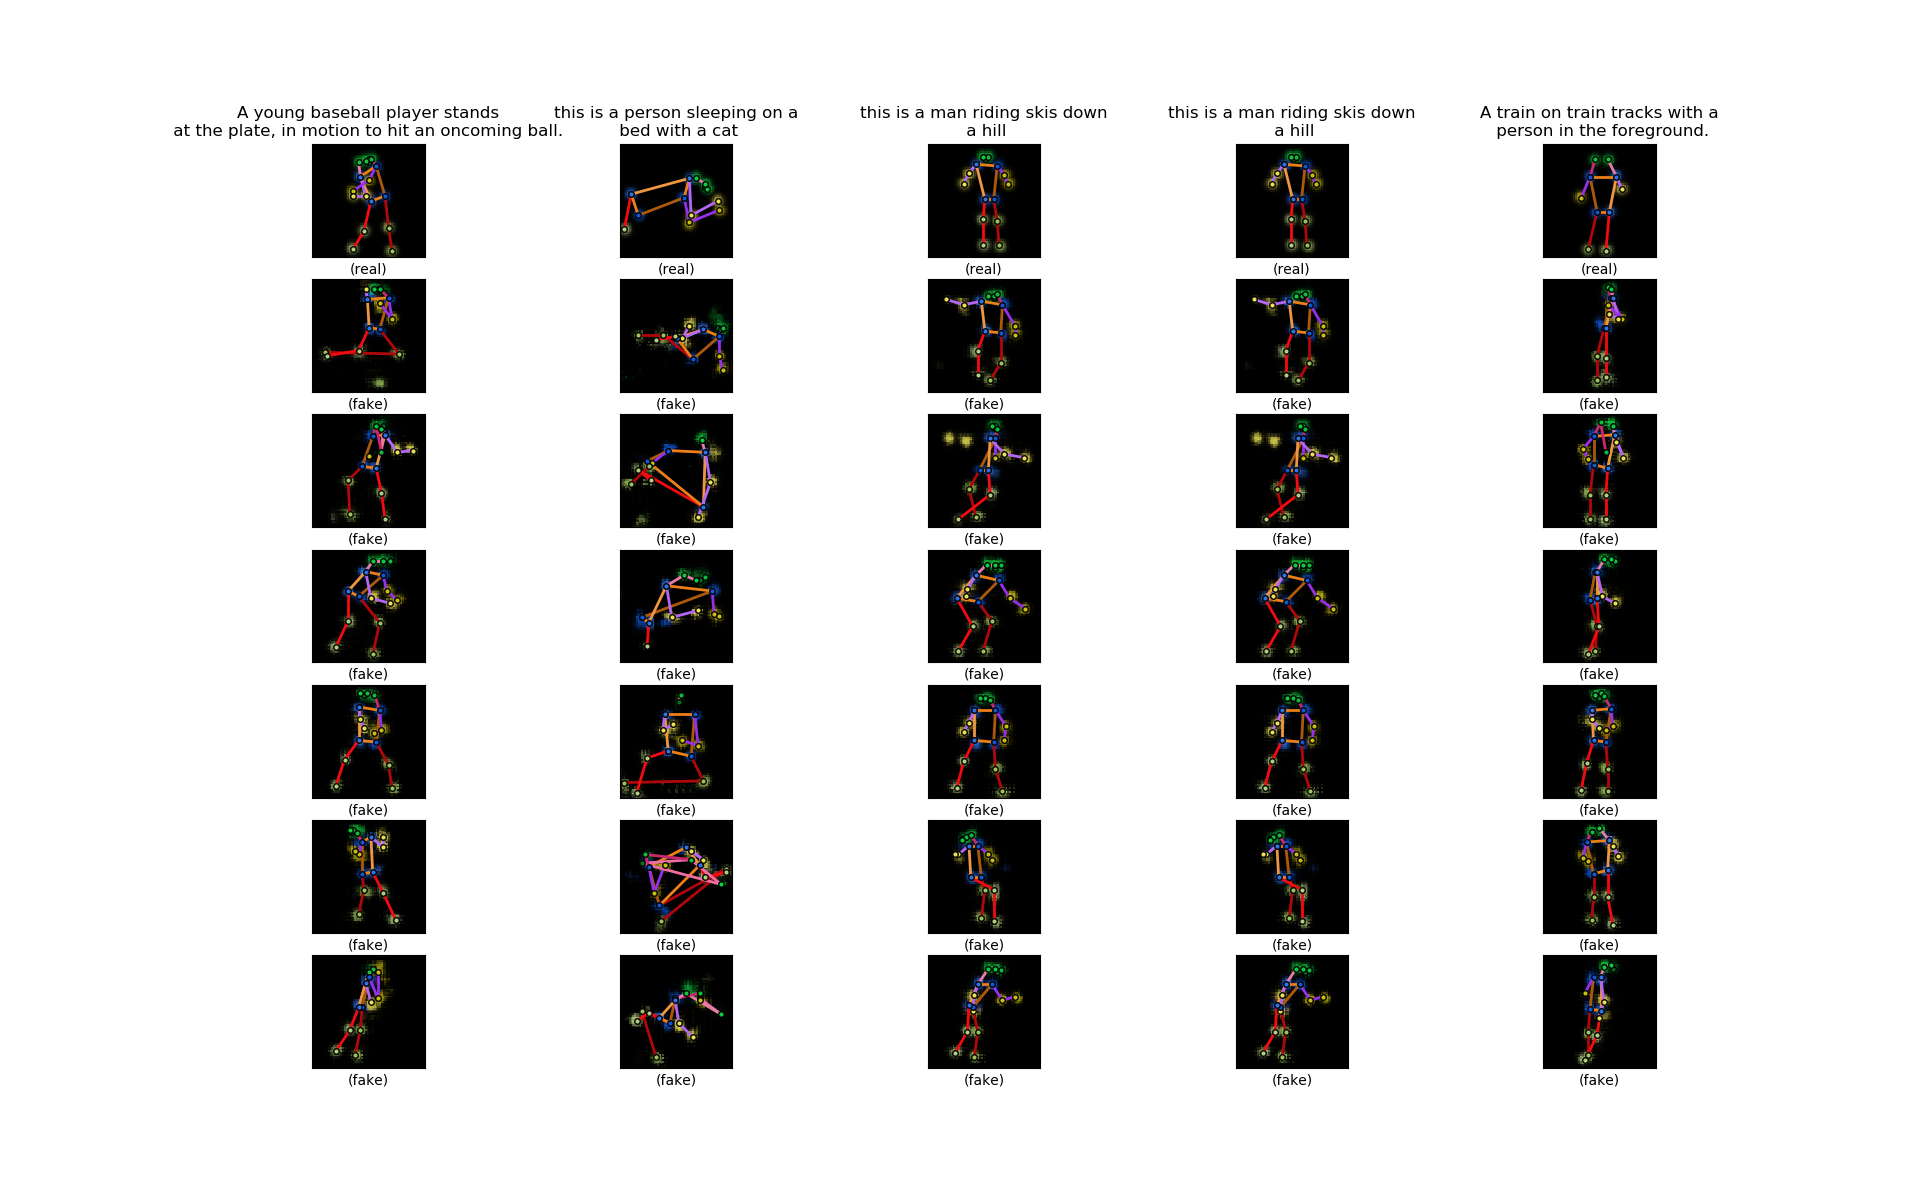 A young baseball player stands
at the plate, in motion to hit an oncoming ball.
this is a person sleeping on a
bed with a cat
this is a man riding skis down
a hill
this is a man riding skis down
a hill
A train on train tracks with a
person in the foreground.
(real) (real) (real) (real) (real)
(fake) (fake) (fake) (fake) (fake)
(fake) (fake) (fake) (fake) (fake)
(fake) (fake) (fake) (fake) (fake)
(fake) (fake) (fake) (fake) (fake)
(fake) (fake) (fake) (fake) (fake)
(fake) (fake) (fake) (fake) (fake)